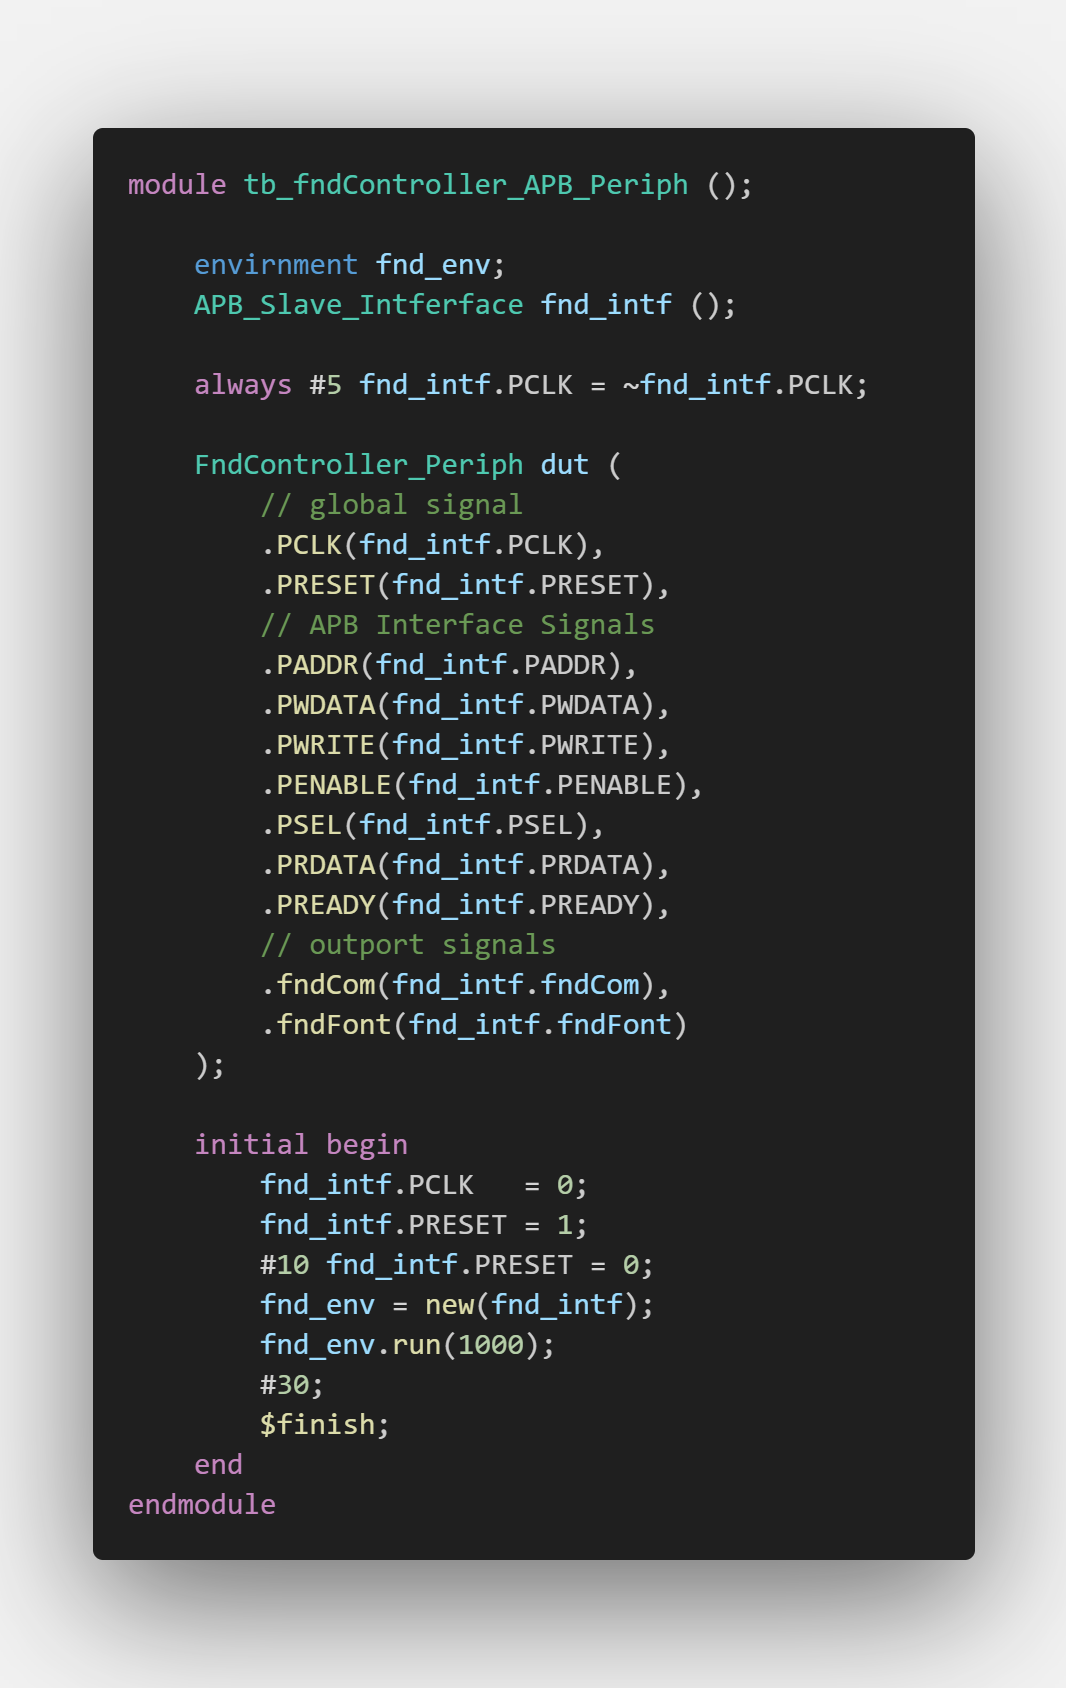 module tb_fndController_APB_Periph ();
envirnment fnd_env;
APB_Slave_Intferface fnd_intf ();
always #5 fnd_intf.PCLK = ~fnd_intf.PCLK;
FndController_Periph dut (
// global signal
.PCLK(fnd_intf.PCLK),
.PRESET(fnd_intf.PRESET),
// APB Interface Signals
.PADDR(fnd_intf.PADDR),
.PWDATA(fnd_intf.PWDATA),
.PWRITE(fnd_intf.PWRITE),
.PENABLE(fnd_intf.PENABLE),
.PSEL(fnd_intf.PSEL),
.PRDATA(fnd_intf.PRDATA),
.PREADY(fnd_intf.PREADY),
// outport signals
.fndCom(fnd_intf.fndCom),
.fndFont(fnd_intf.fndFont)
);
initial begin
fnd_intf.PCLK   = 0;
fnd_intf.PRESET = 1;
#10 fnd_intf.PRESET = 0;
fnd_env = new(fnd_intf);
fnd_env.run(1000);
#30;
$finish;
end
endmodule